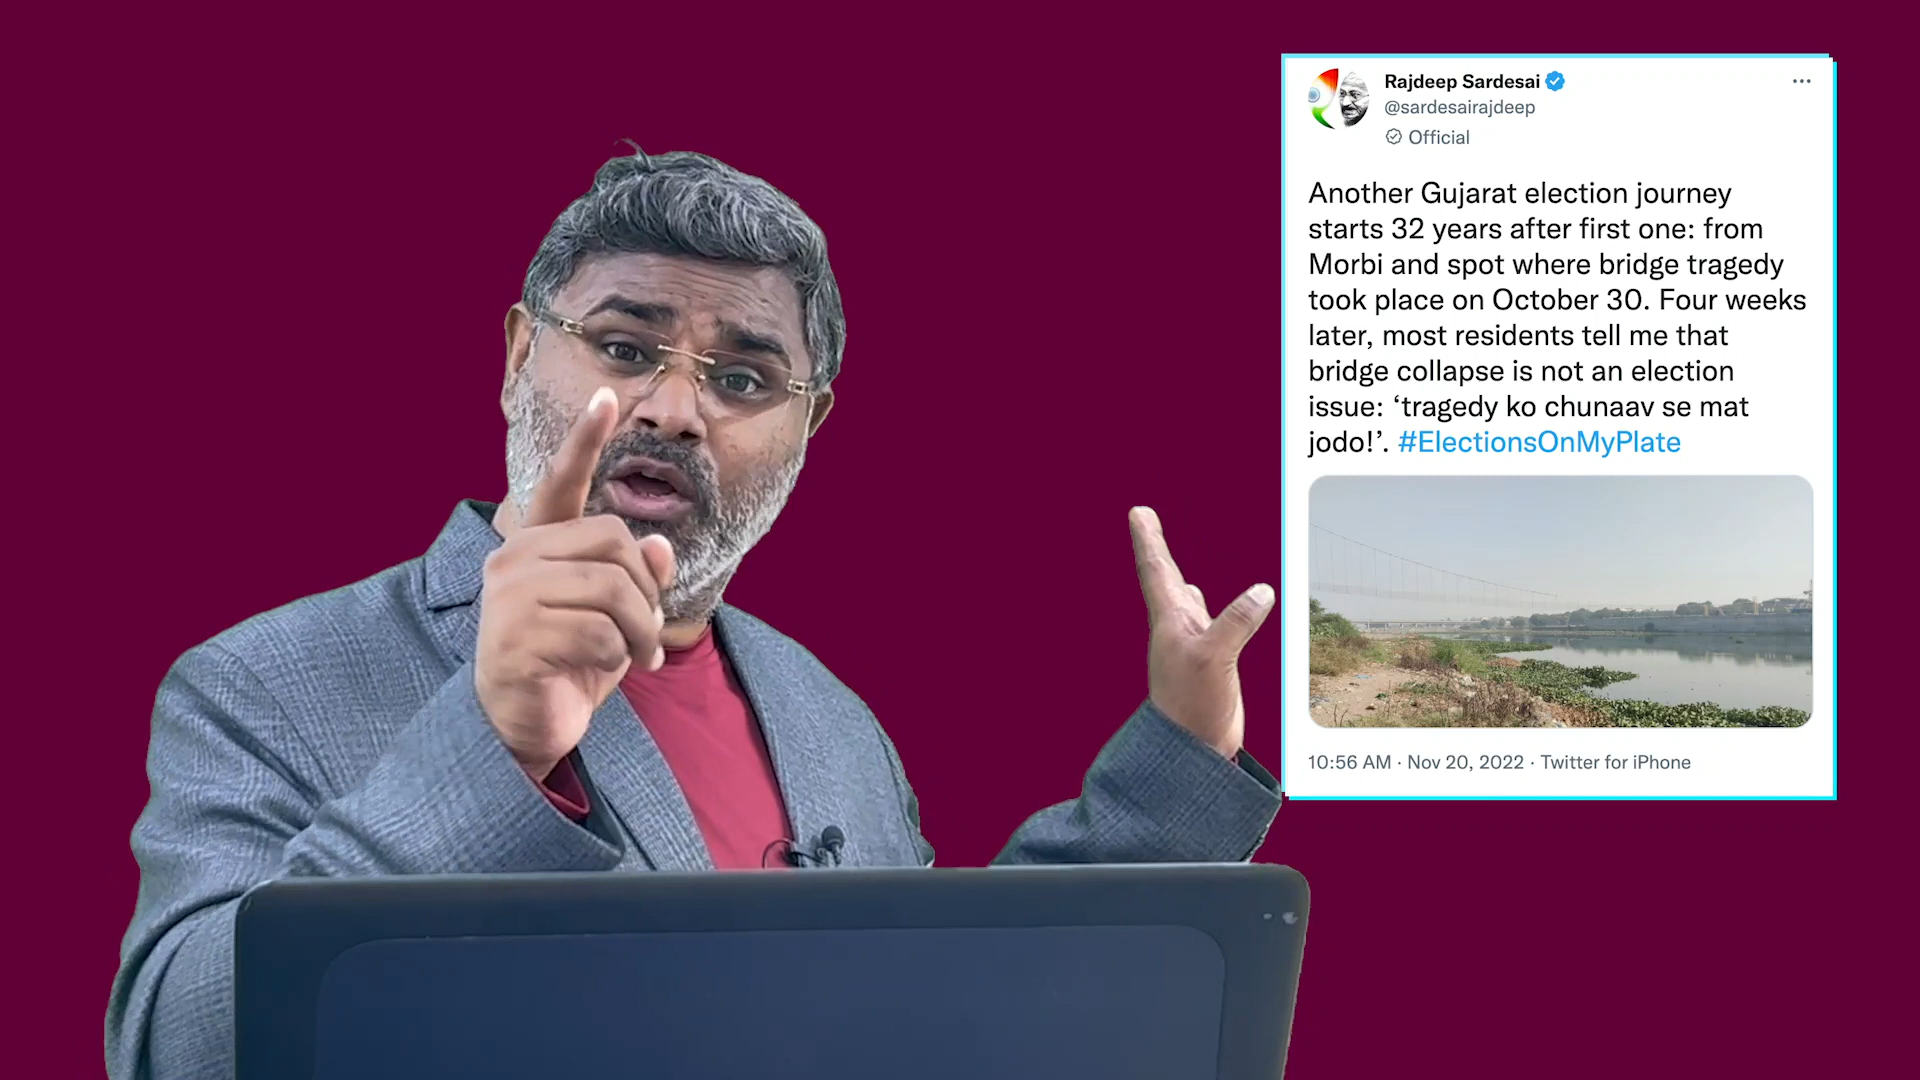 Rajdeep Sardesai
@sardesairajdeep
Official
Another Gujarat election journey
starts 32 years after first one: from
Morbi and spot where bridge tragedy
took place on October 30. Four weeks
later, most residents tell me that
bridge collapse is not an election
issue: ‘tragedy ko chunaav se mat
jodo!’. #ElectionsOnMyPlate
10:56 AM · Nov 20, 2022 · Twitter for iPhone